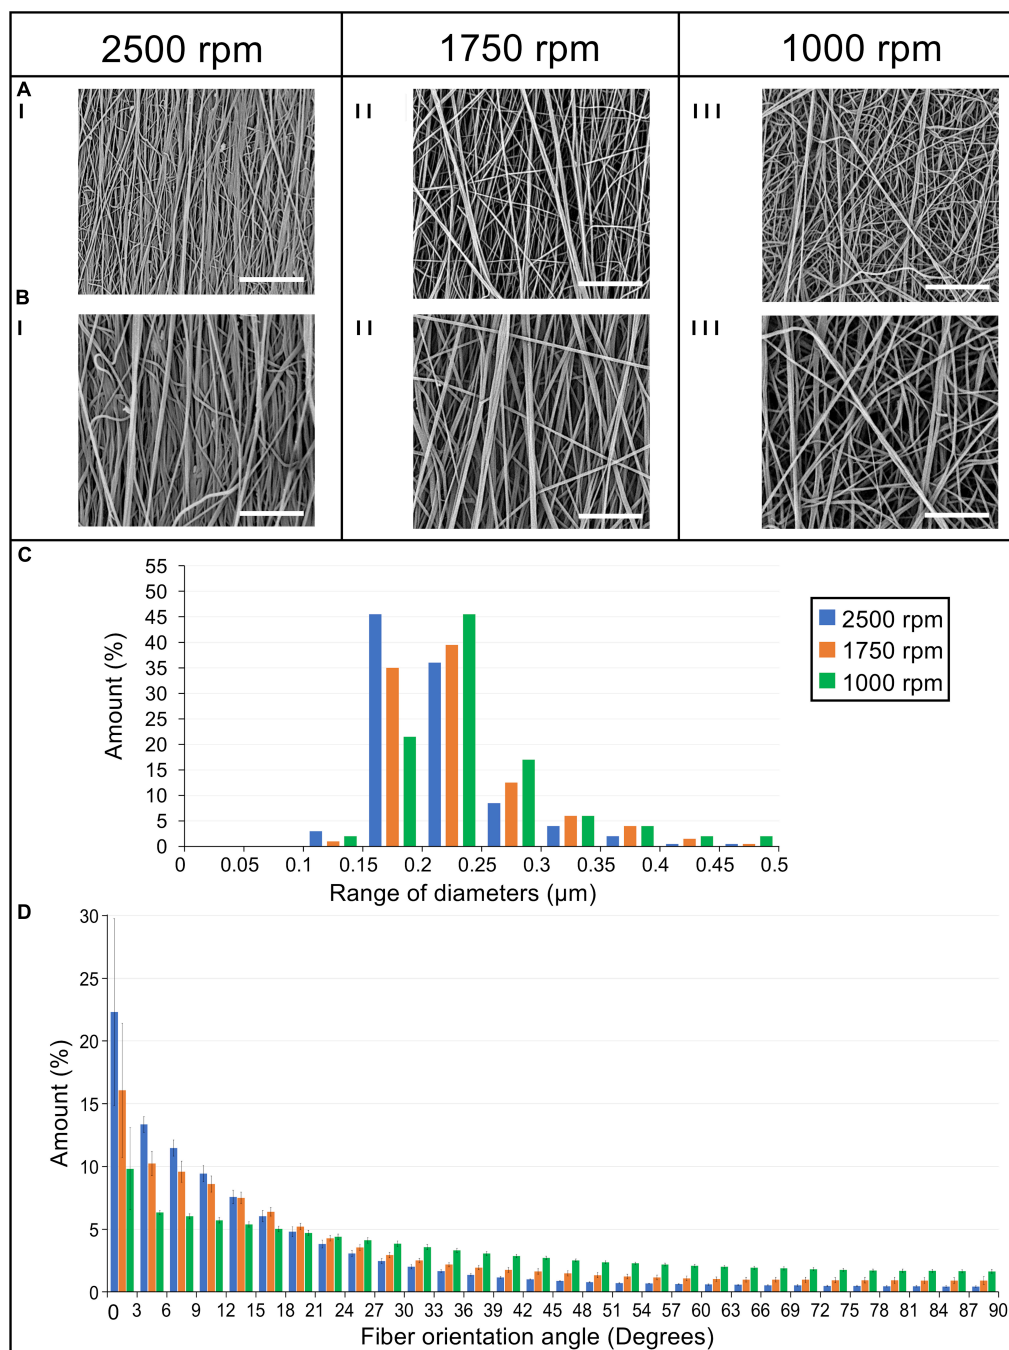 2500 rpm
1750 rpm
1000 rpm
A
I
II
III
B
I
II
III
C
55
50
45
40
35
30
25
20
15
10
5
0
Amount (%)
0 0.05 0.1 0.15 0.2 0.25 0.3 0.35 0.4 0.45 0.5
Range of diameters (µm)
2500 rpm
1750 rpm
1000 rpm
D
30
25
20
15
10
5
0
Amount (%)
0 3 6 9 12 15 18 21 24 27 30 33 36 39 42 45 48 51 54 57 60 63 66 69 72 75 78 81 84 87 90
Fiber orientation angle (Degrees)